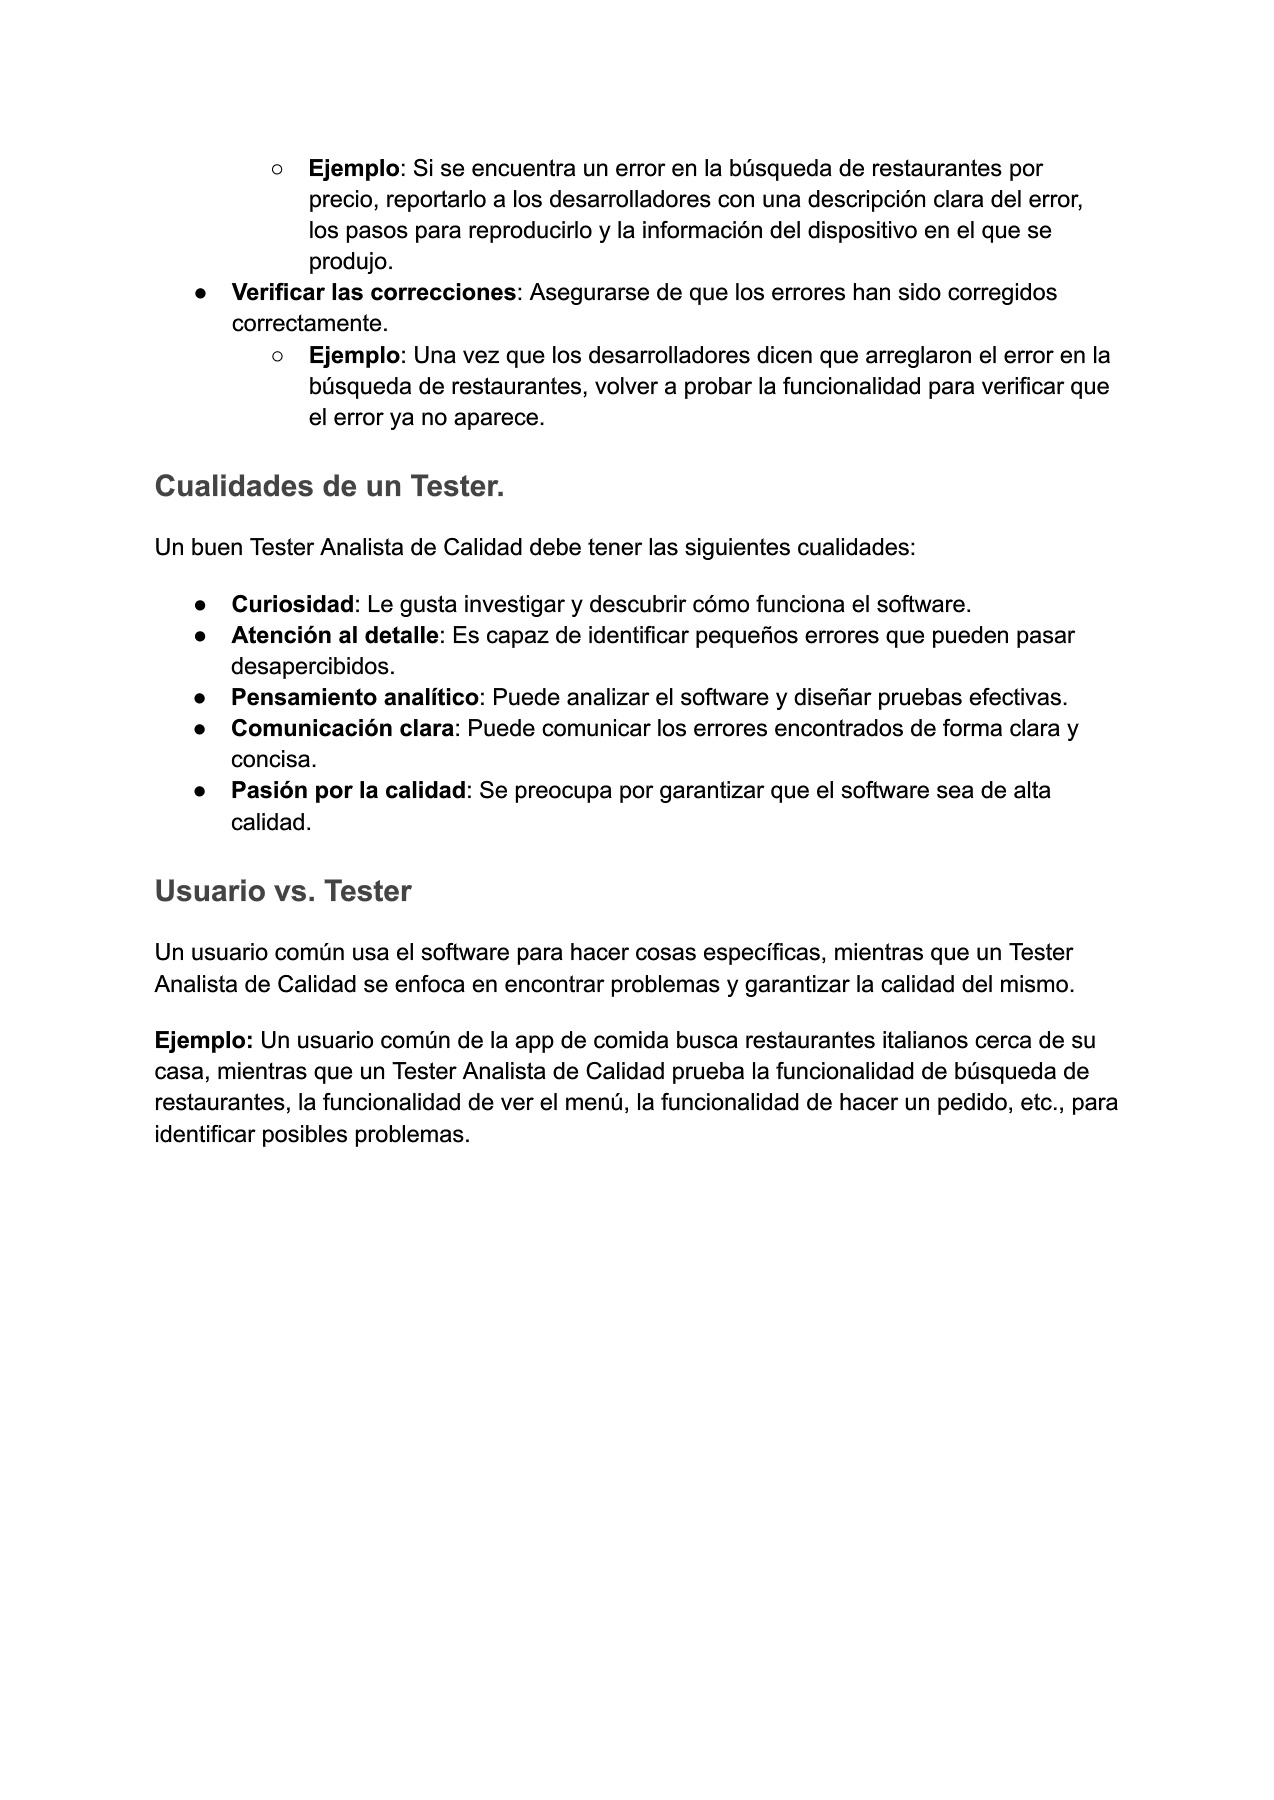 ○ Ejemplo: Si se encuentra un error en la búsqueda de restaurantes por
precio, reportarlo a los desarrolladores con una descripción clara del error,
los pasos para reproducirlo y la información del dispositivo en el que se
produjo.
● Verificar las correcciones: Asegurarse de que los errores han sido corregidos
correctamente.
○ Ejemplo: Una vez que los desarrolladores dicen que arreglaron el error en la
búsqueda de restaurantes, volver a probar la funcionalidad para verificar que
el error ya no aparece.
Cualidades de un Tester.
Un buen Tester Analista de Calidad debe tener las siguientes cualidades:
● Curiosidad: Le gusta investigar y descubrir cómo funciona el software.
● Atención al detalle: Es capaz de identificar pequeños errores que pueden pasar
desapercibidos.
● Pensamiento analítico: Puede analizar el software y diseñar pruebas efectivas.
● Comunicación clara: Puede comunicar los errores encontrados de forma clara y
concisa.
● Pasión por la calidad: Se preocupa por garantizar que el software sea de alta
calidad.
Usuario vs. Tester
Un usuario común usa el software para hacer cosas específicas, mientras que un Tester
Analista de Calidad se enfoca en encontrar problemas y garantizar la calidad del mismo.
Ejemplo: Un usuario común de la app de comida busca restaurantes italianos cerca de su
casa, mientras que un Tester Analista de Calidad prueba la funcionalidad de búsqueda de
restaurantes, la funcionalidad de ver el menú, la funcionalidad de hacer un pedido, etc., para
identificar posibles problemas.